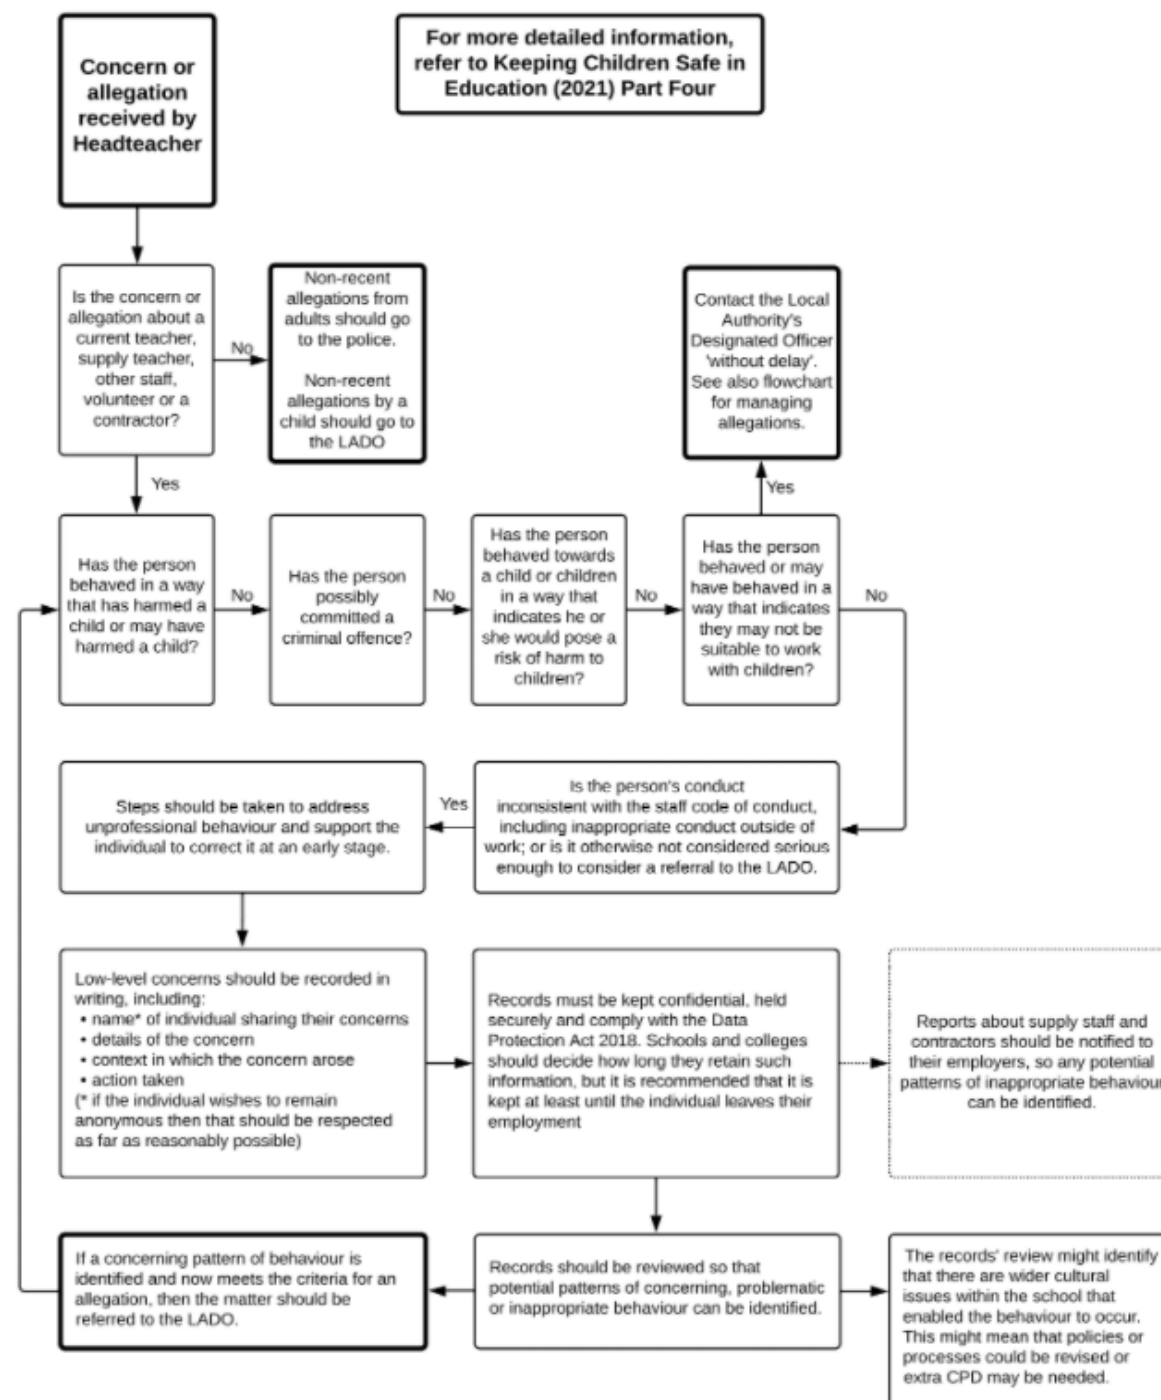 Concern or
allegation
received by
Headteacher
For more detailed information,
refer to Keeping Children Safe in
Education (2021) Part Four
Is the concern or
allegation about a
current teacher,
supply teacher,
other staff,
volunteer or a
contractor?
No
Non-recent
allegations from
adults should go
to the police.
Non-recent
allegations by a
child should go to
the LADO
Contact the Local
Authority's
Designated Officer
'without delay'.
See also flowchart
for managing
allegations.
Yes
Yes
Has the person
behaved in a way
that has harmed a
child or may have
harmed a child?
No
Has the person
possibly
committed a
criminal offence?
No
Has the person
behaved towards
a child or children
in a way that
indicates he or
she would pose a
risk of harm to
children?
No
Has the person
behaved or may
have behaved in a
way that indicates
they may not be
suitable to work
with children?
No
Steps should be taken to address
unprofessional behaviour and support the
individual to correct it at an early stage.
Yes
Is the person's conduct
inconsistent with the staff code of conduct,
including inappropriate conduct outside of
work; or is it otherwise not considered serious
enough to consider a referral to the LADO.
Low-level concerns should be recorded in
writing, including:
• name* of individual sharing their concerns
• details of the concern
• context in which the concern arose
• action taken
(* if the individual wishes to remain
anonymous then that should be respected
as far as reasonably possible)
Records must be kept confidential, held
securely and comply with the Data
Protection Act 2018. Schools and colleges
should decide how long they retain such
information, but it is recommended that it is
kept at least until the individual leaves their
employment
Reports about supply staff and
contractors should be notified to
their employers, so any potential
patterns of inappropriate behaviour
can be identified.
If a concerning pattern of behaviour is
identified and now meets the criteria for an
allegation, then the matter should be
referred to the LADO.
Records should be reviewed so that
potential patterns of concerning, problematic
or inappropriate behaviour can be identified.
The records' review might identify
that there are wider cultural
issues within the school that
enabled the behaviour to occur.
This might mean that policies or
processes could be revised or
extra CPD may be needed.